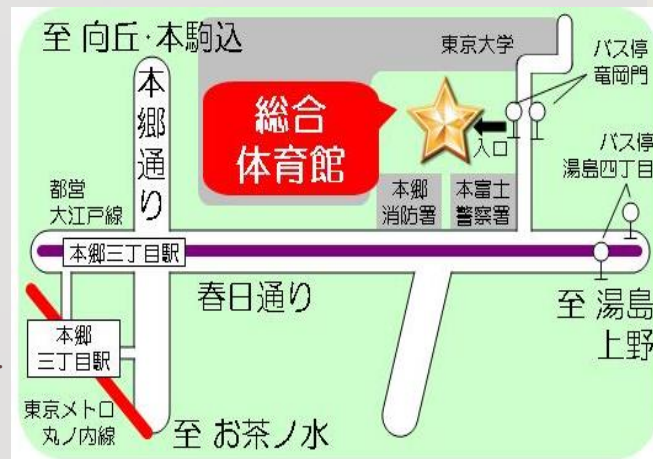 至 向丘・本駒込
東京大学
バス停
竜岡門
本郷通り
総合
体育館
入口
バス停
湯島四丁目
都営
大江戸線
本郷
消防署
本富士
警察署
本郷三丁目駅
春日通り
至 湯島
上野
本郷
三丁目駅
東京メトロ
丸ノ内線
至 お茶ノ水